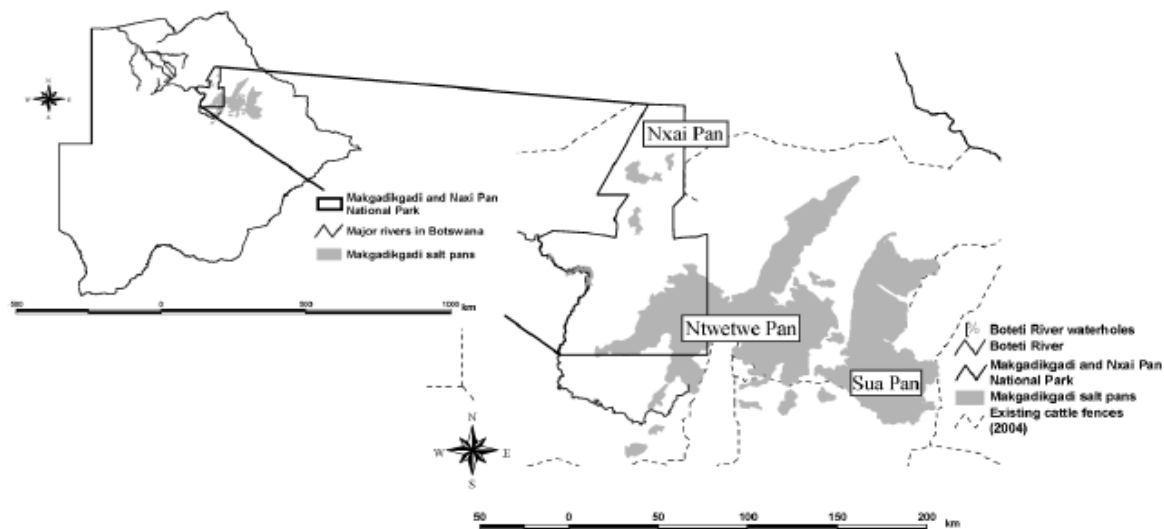 N
W E
S
Makgadikgadi and Naxi Pan
National Park
Major rivers in Botswana
Makgadikgadi salt pans
500 0 500 1000 km
Nxai Pan
Ntwetwe Pan
Sua Pan
Boteti River waterholes
Boteti River
Makgadikgadi and Nxai Pan
National Park
Makgadikgadi salt pans
Existing cattle fences
(2004)
N
W E
S
50 0 50 100 150 200
km